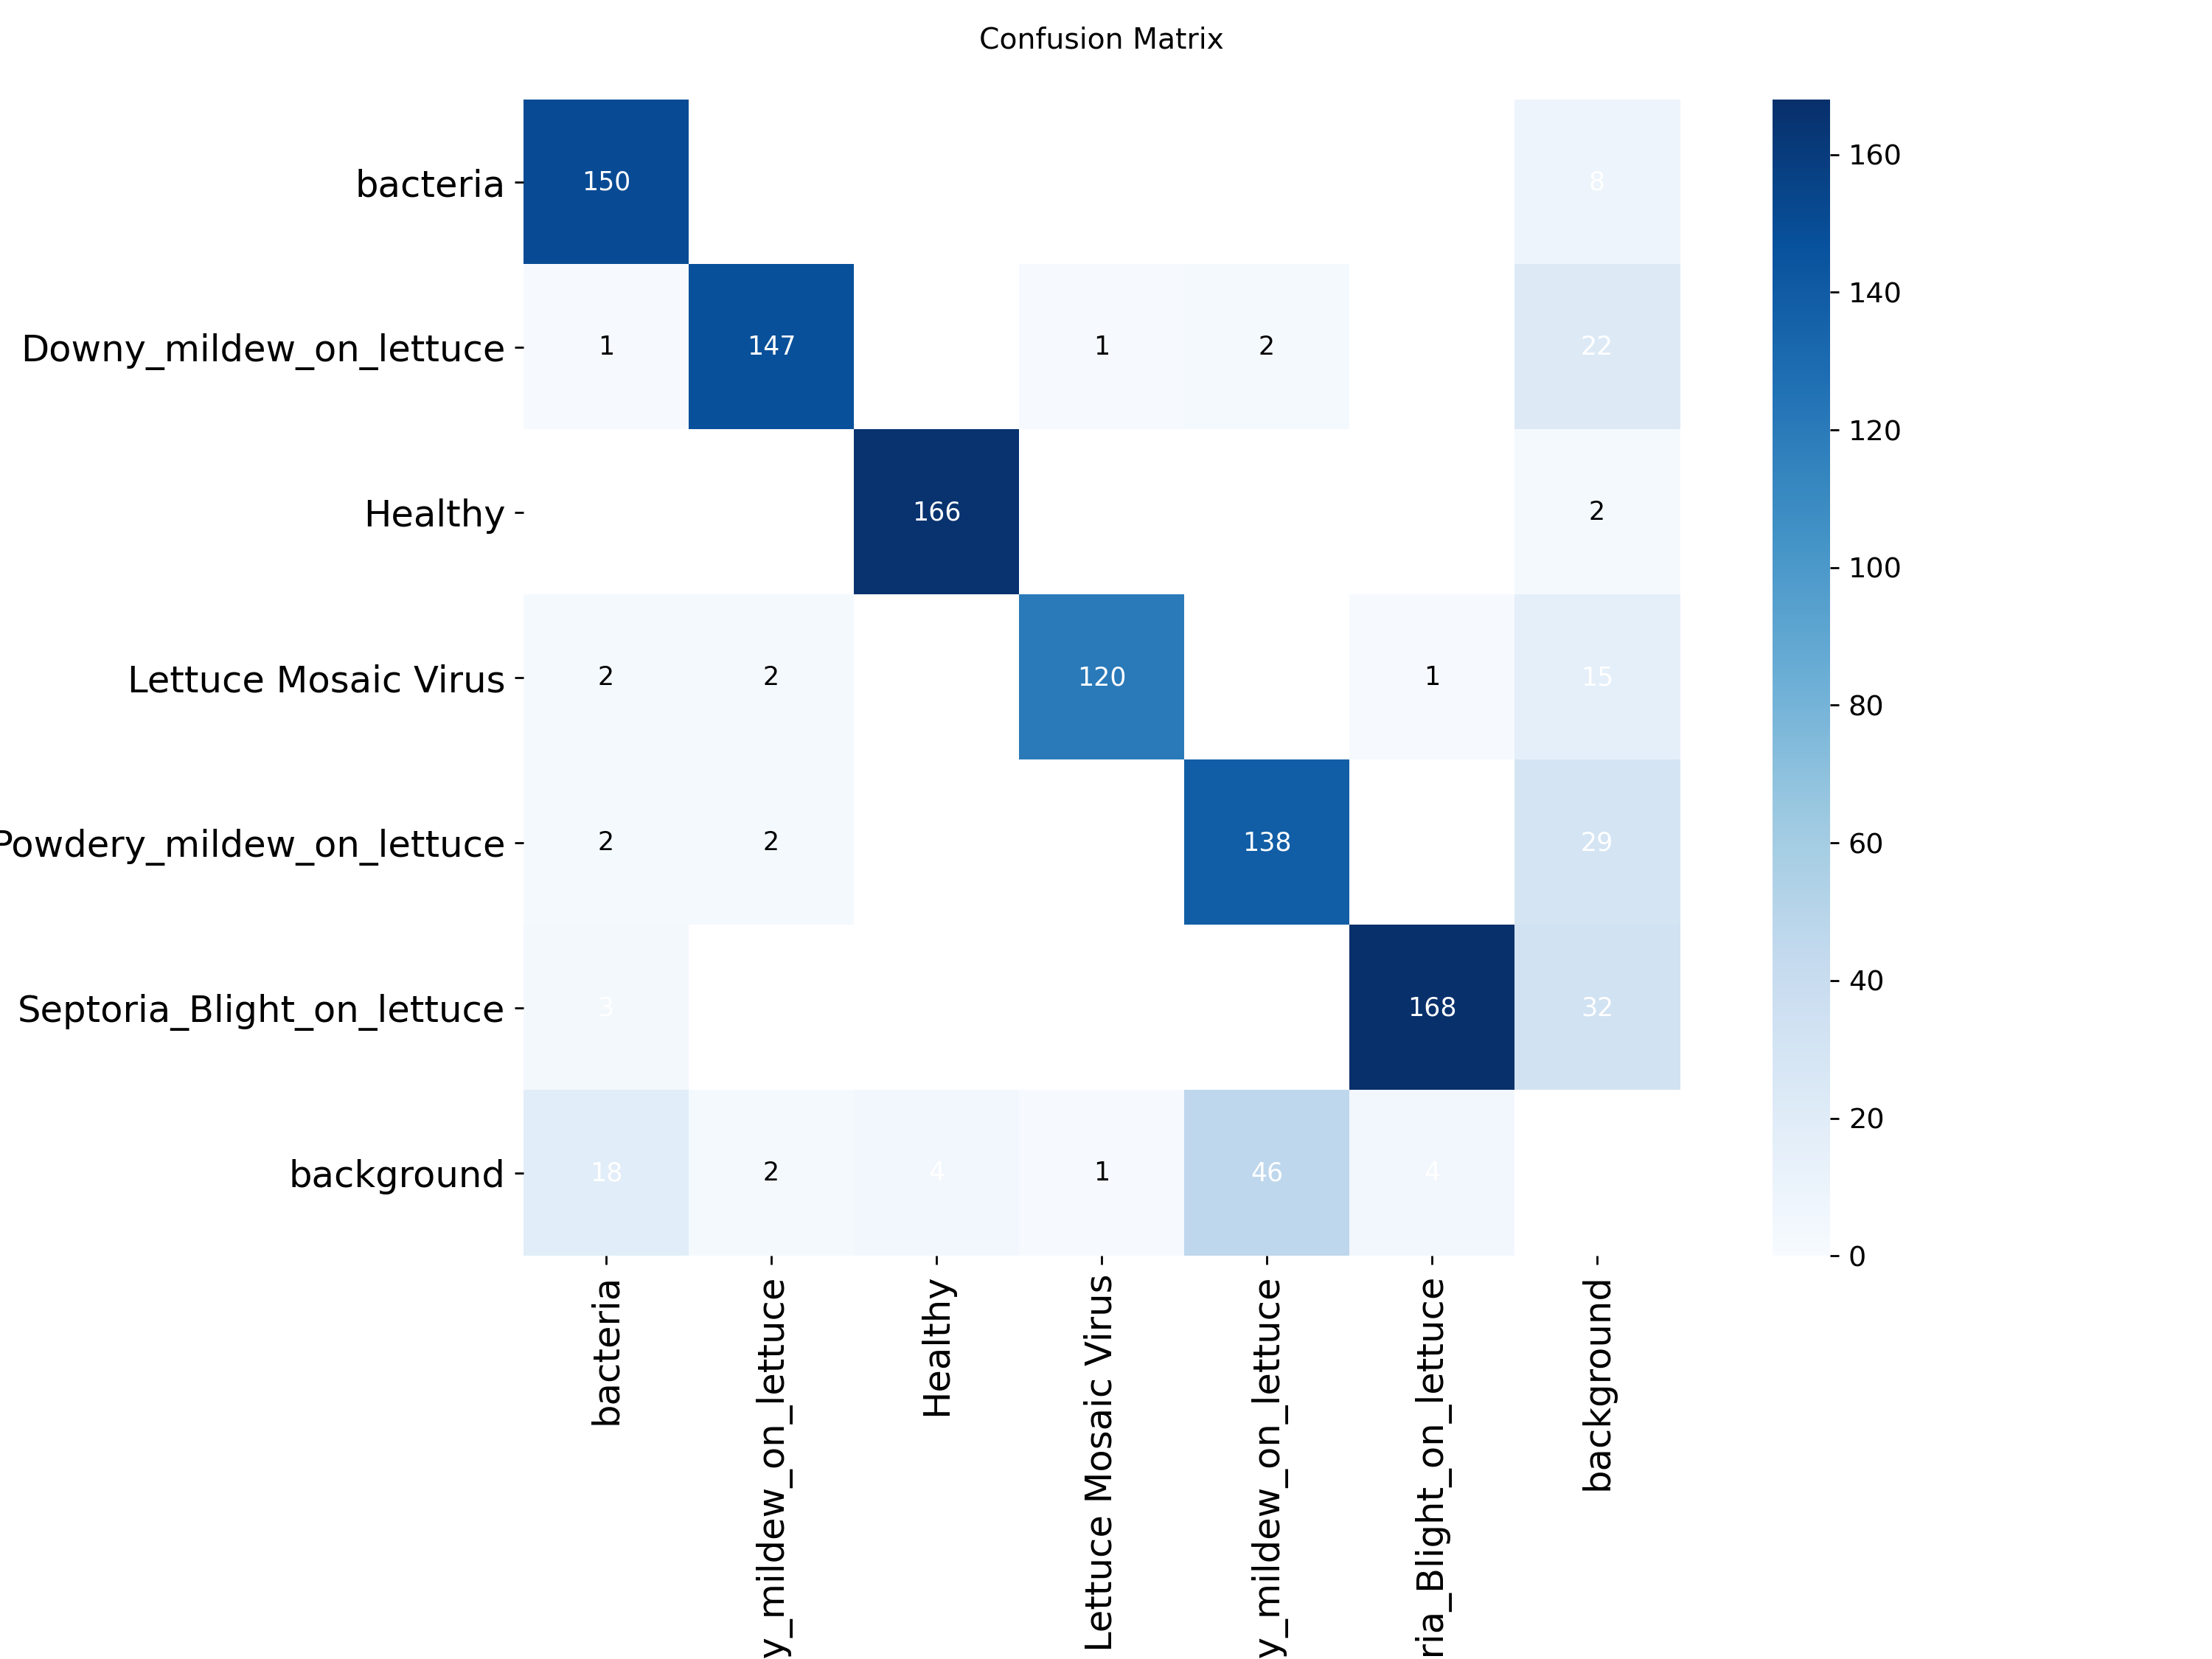 Confusion Matrix
bacteria
150
8
160
140
Downy_mildew_on_lettuce
1
147
1
2
22
120
Healthy
166
2
100
Lettuce Mosaic Virus
2
2
120
1
15
80
Powdery_mildew_on_lettuce
2
2
138
29
60
Septoria_Blight_on_lettuce
3
168
32
40
background
18
2
4
1
46
4
20
0
bacteria
y_mildew_on_lettuce
Healthy
Lettuce Mosaic Virus
y_mildew_on_lettuce
ria_Blight_on_lettuce
background